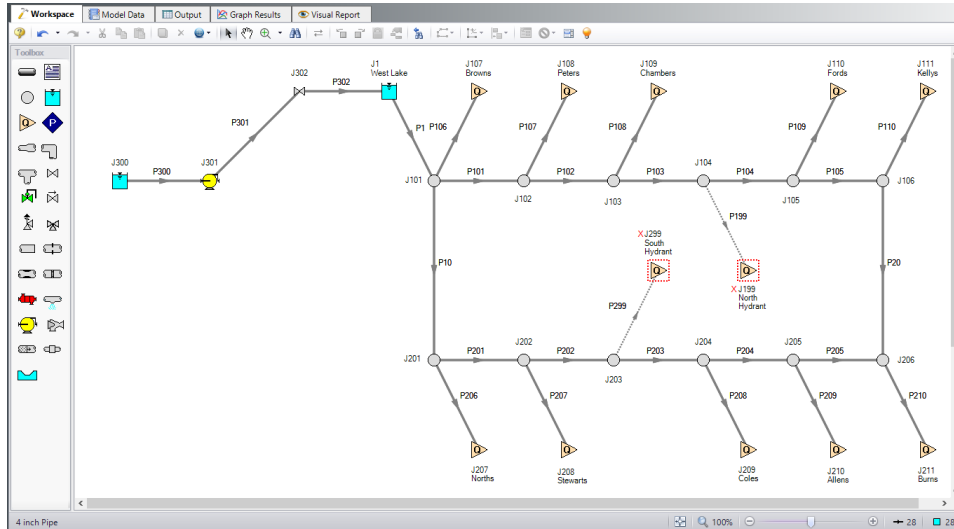 Workspace
Model Data
Output
Graph Results
Visual Report
Toolbox
J302
P302
J1
West Lake
J107
Browns
J108
Peters
J109
Chambers
J110
Fords
J111
Kellys
P301
P1
P106
P107
P108
P109
P110
J300
P300
J301
J101
P101
J102
P102
J103
P103
J104
P104
J105
P105
J106
P199
P10
P20
X J299
South
Hydrant
X J199
North
Hydrant
P299
J201
P201
J202
P202
J203
P203
J204
P204
J205
P205
J206
P206
P207
P208
P209
P210
J207
Norths
J208
Stewarts
J209
Coles
J210
Allens
J211
Burns
Q
Q
Q
Q
Q
Q
Q
Q
Q
Q
Q
Q
Q
P
4 inch Pipe
100%
28
28